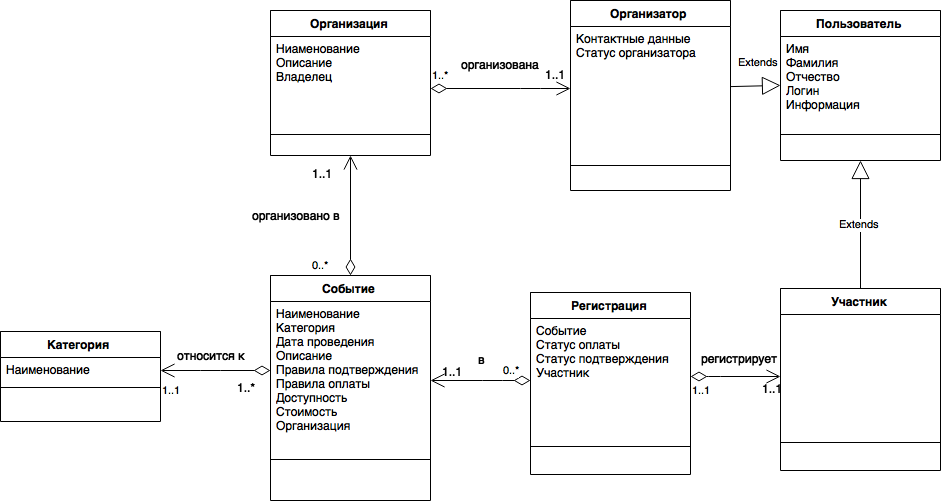 Организация
Ниаменование
Описание
Владелец
Организатор
Контактные данные
Статус организатора
Пользователь
Имя
Фамилия
Отчество
Логин
Информация
1..*
организована
1..1
Extends
1..1
организовано в
0..*
Extends
Событие
Наименование
Категория
Дата проведения
Описание
Правила подтверждения
Правила оплаты
Доступность
Стоимость
Организация
Регистрация
Событие
Статус оплаты
Статус подтверждения
Участник
Участник
Категория
Наименование
относится к
1..1
1..*
в
1..1
0..*
регистрирует
1..1
1..1